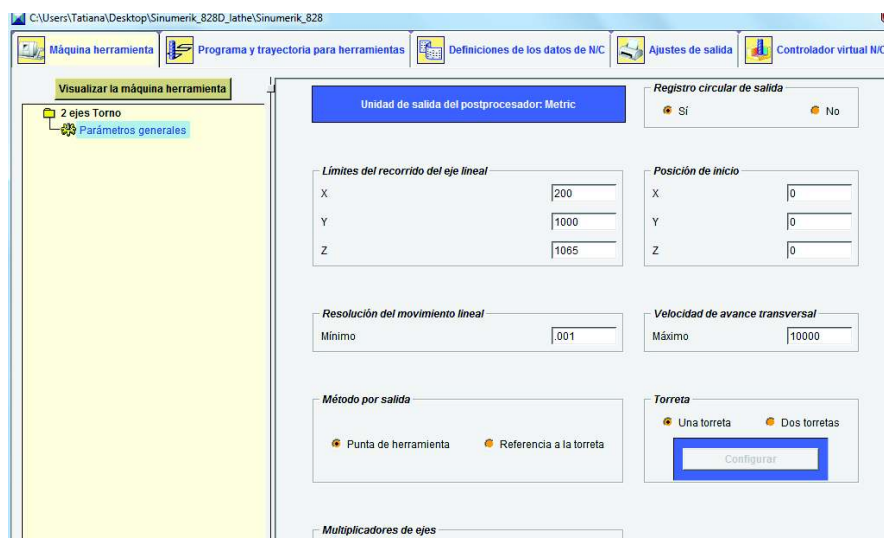 C:\Users\Tatiana\Desktop\Sinumerik_828D_lathe\Sinumerik_828
Máquina herramienta
Programa y trayectoria para herramientas
Definiciones de los datos de N/C
Ajustes de salida
Controlador virtual N/C
Visualizar la máquina herramienta
2 ejes Torno
Parámetros generales
Unidad de salida del postprocesador: Metric
Registro circular de salida
Sí
No
Límites del recorrido del eje lineal
X 200
Y 1000
Z 1065
Posición de inicio
X 0
Y 0
Z 0
Resolución del movimiento lineal
Mínimo .001
Velocidad de avance transversal
Máximo 10000
Método por salida
Punta de herramienta
Referencia a la torreta
Torreta
Una torreta
Dos torretas
Configurar
Multiplicadores de ejes